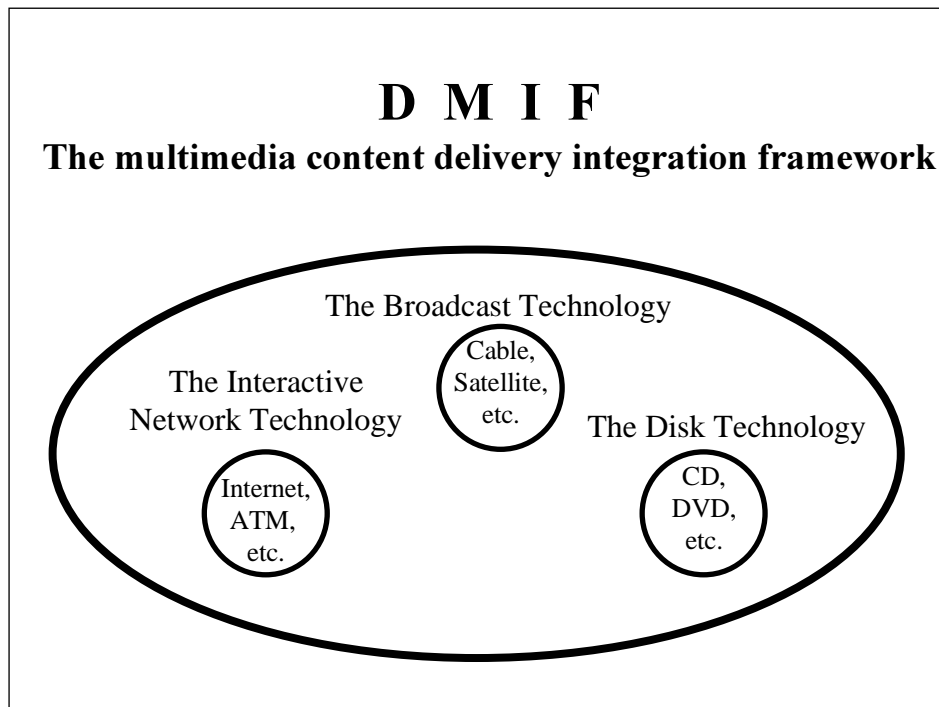 D M I F
The multimedia content delivery integration framework
The Broadcast Technology
Cable,
Satellite,
etc.
The Interactive
Network Technology
Internet,
ATM,
etc.
The Disk Technology
CD,
DVD,
etc.